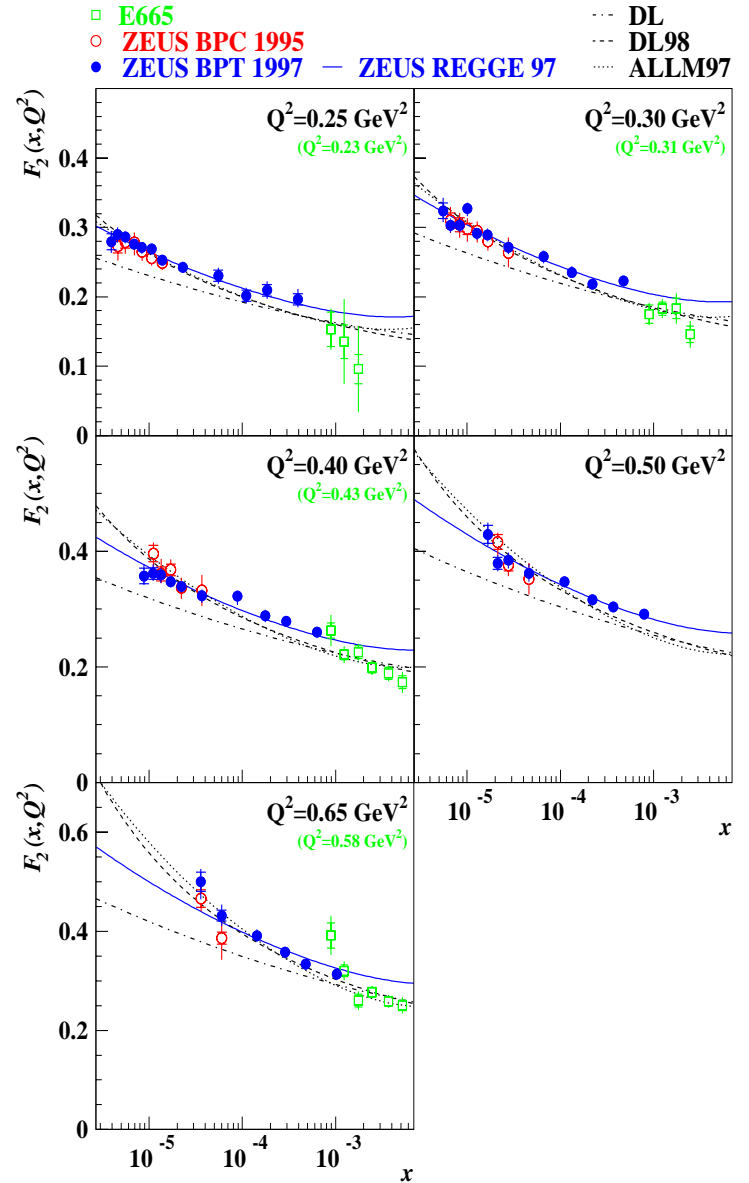 E665
ZEUS BPC 1995
ZEUS BPT 1997
ZEUS REGGE 97
DL
DL98
ALLM97
F₂(x,Q²)
Q²=0.25 GeV²
(Q²=0.23 GeV²)
0.4
0.3
0.2
0.1
0
Q²=0.30 GeV²
(Q²=0.31 GeV²)
F₂(x,Q²)
Q²=0.40 GeV²
(Q²=0.43 GeV²)
0.4
0.2
0
Q²=0.50 GeV²
10⁻⁵
10⁻⁴
10⁻³
x
F₂(x,Q²)
Q²=0.65 GeV²
(Q²=0.58 GeV²)
0.6
0.4
0.2
0
10⁻⁵
10⁻⁴
10⁻³
x